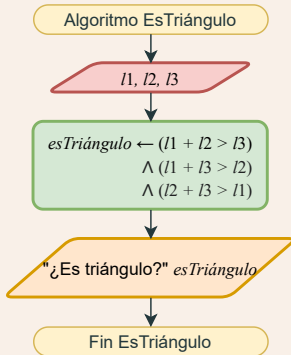 Algoritmo EsTriángulo
l1, l2, l3
esTriángulo ← (l1 + l2 > l3)
∧ (l1 + l3 > l2)
∧ (l2 + l3 > l1)
"¿Es triángulo?" esTriángulo
Fin EsTriángulo